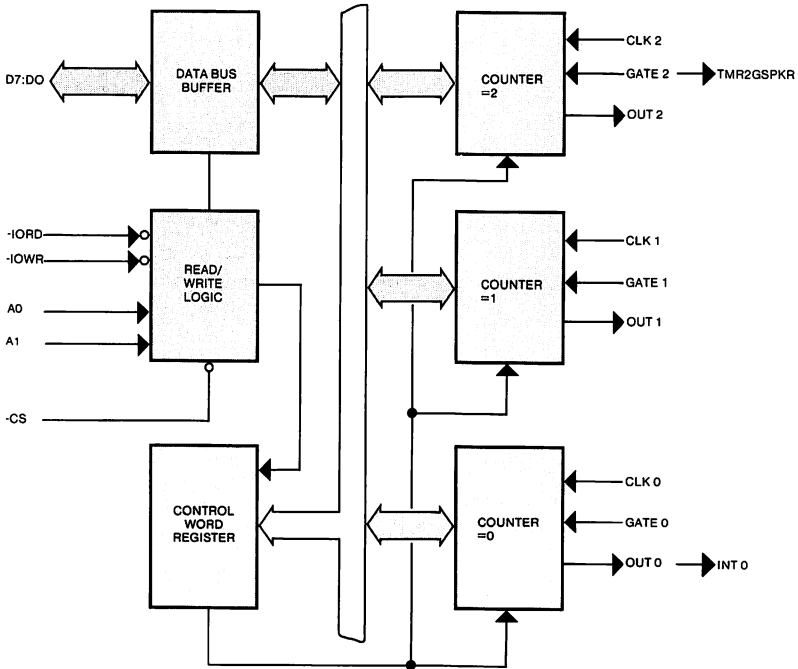 D7:DO
DATA BUS
BUFFER
COUNTER
=2
CLK 2
GATE 2
TMR2GSPKR
OUT 2
-IORD
-IOWR
A0
A1
-CS
READ/
WRITE
LOGIC
COUNTER
=1
CLK 1
GATE 1
OUT 1
CONTROL
WORD
REGISTER
COUNTER
=0
CLK 0
GATE 0
OUT 0
INT 0